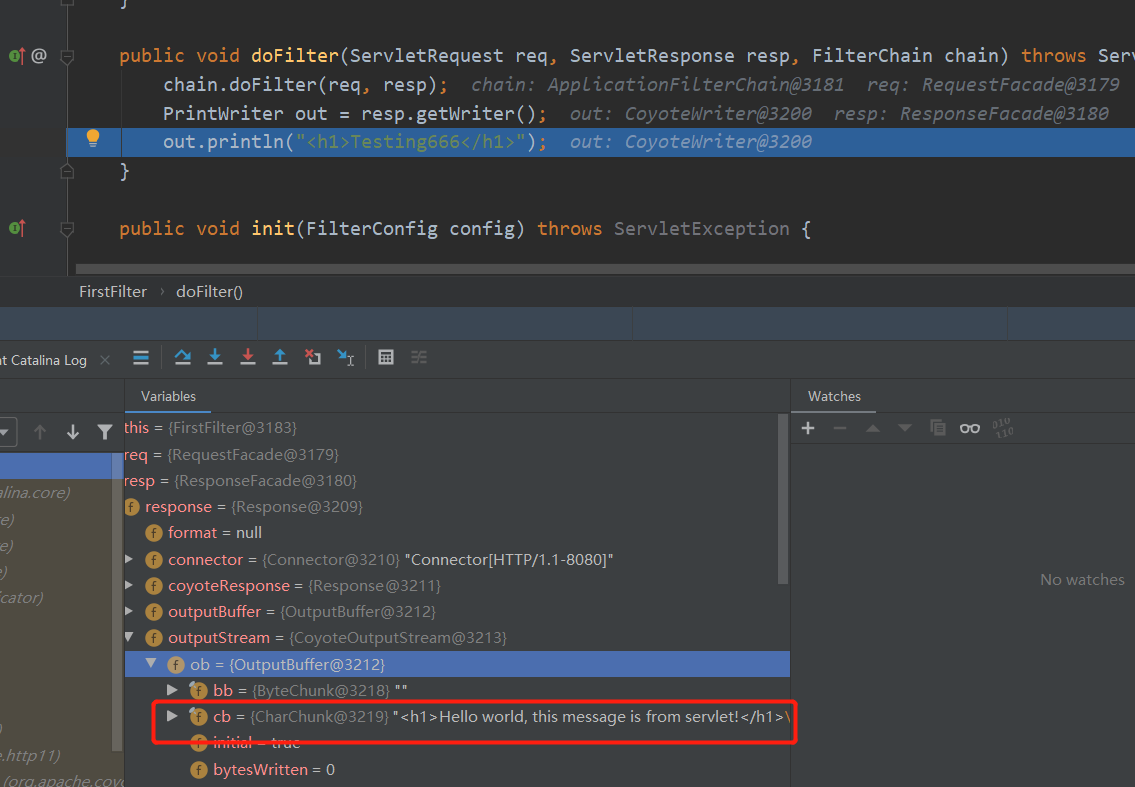 }
@ public void doFilter(ServletRequest req, ServletResponse resp, FilterChain chain) throws Serv
chain.doFilter(req, resp); chain: ApplicationFilterChain@3181 req: RequestFacade@3179
PrintWriter out = resp.getWriter(); out: CoyoteWriter@3200 resp: ResponseFacade@3180
out.println("<h1>Testing666</h1>"); out: CoyoteWriter@3200
}
public void init(FilterConfig config) throws ServletException {
FirstFilter › doFilter()
t Catalina Log
Variables
Watches
this = {FirstFilter@3183}
req = {RequestFacade@3179}
resp = {ResponseFacade@3180}
alina.core)
response = {Response@3209}
re)
format = null
e)
connector = {Connector@3210} "Connector[HTTP/1.1-8080]"
e)
coyoteResponse = {Response@3211}
No watches
cator)
outputBuffer = {OutputBuffer@3212}
outputStream = {CoyoteOutputStream@3213}
ob = {OutputBuffer@3212}
bb = {ByteChunk@3218} ""
cb = {CharChunk@3219} "<h1>Hello world, this message is from servlet!</h1>\
)
initial = true
e.http11)
bytesWritten = 0
(org.apache.coyo